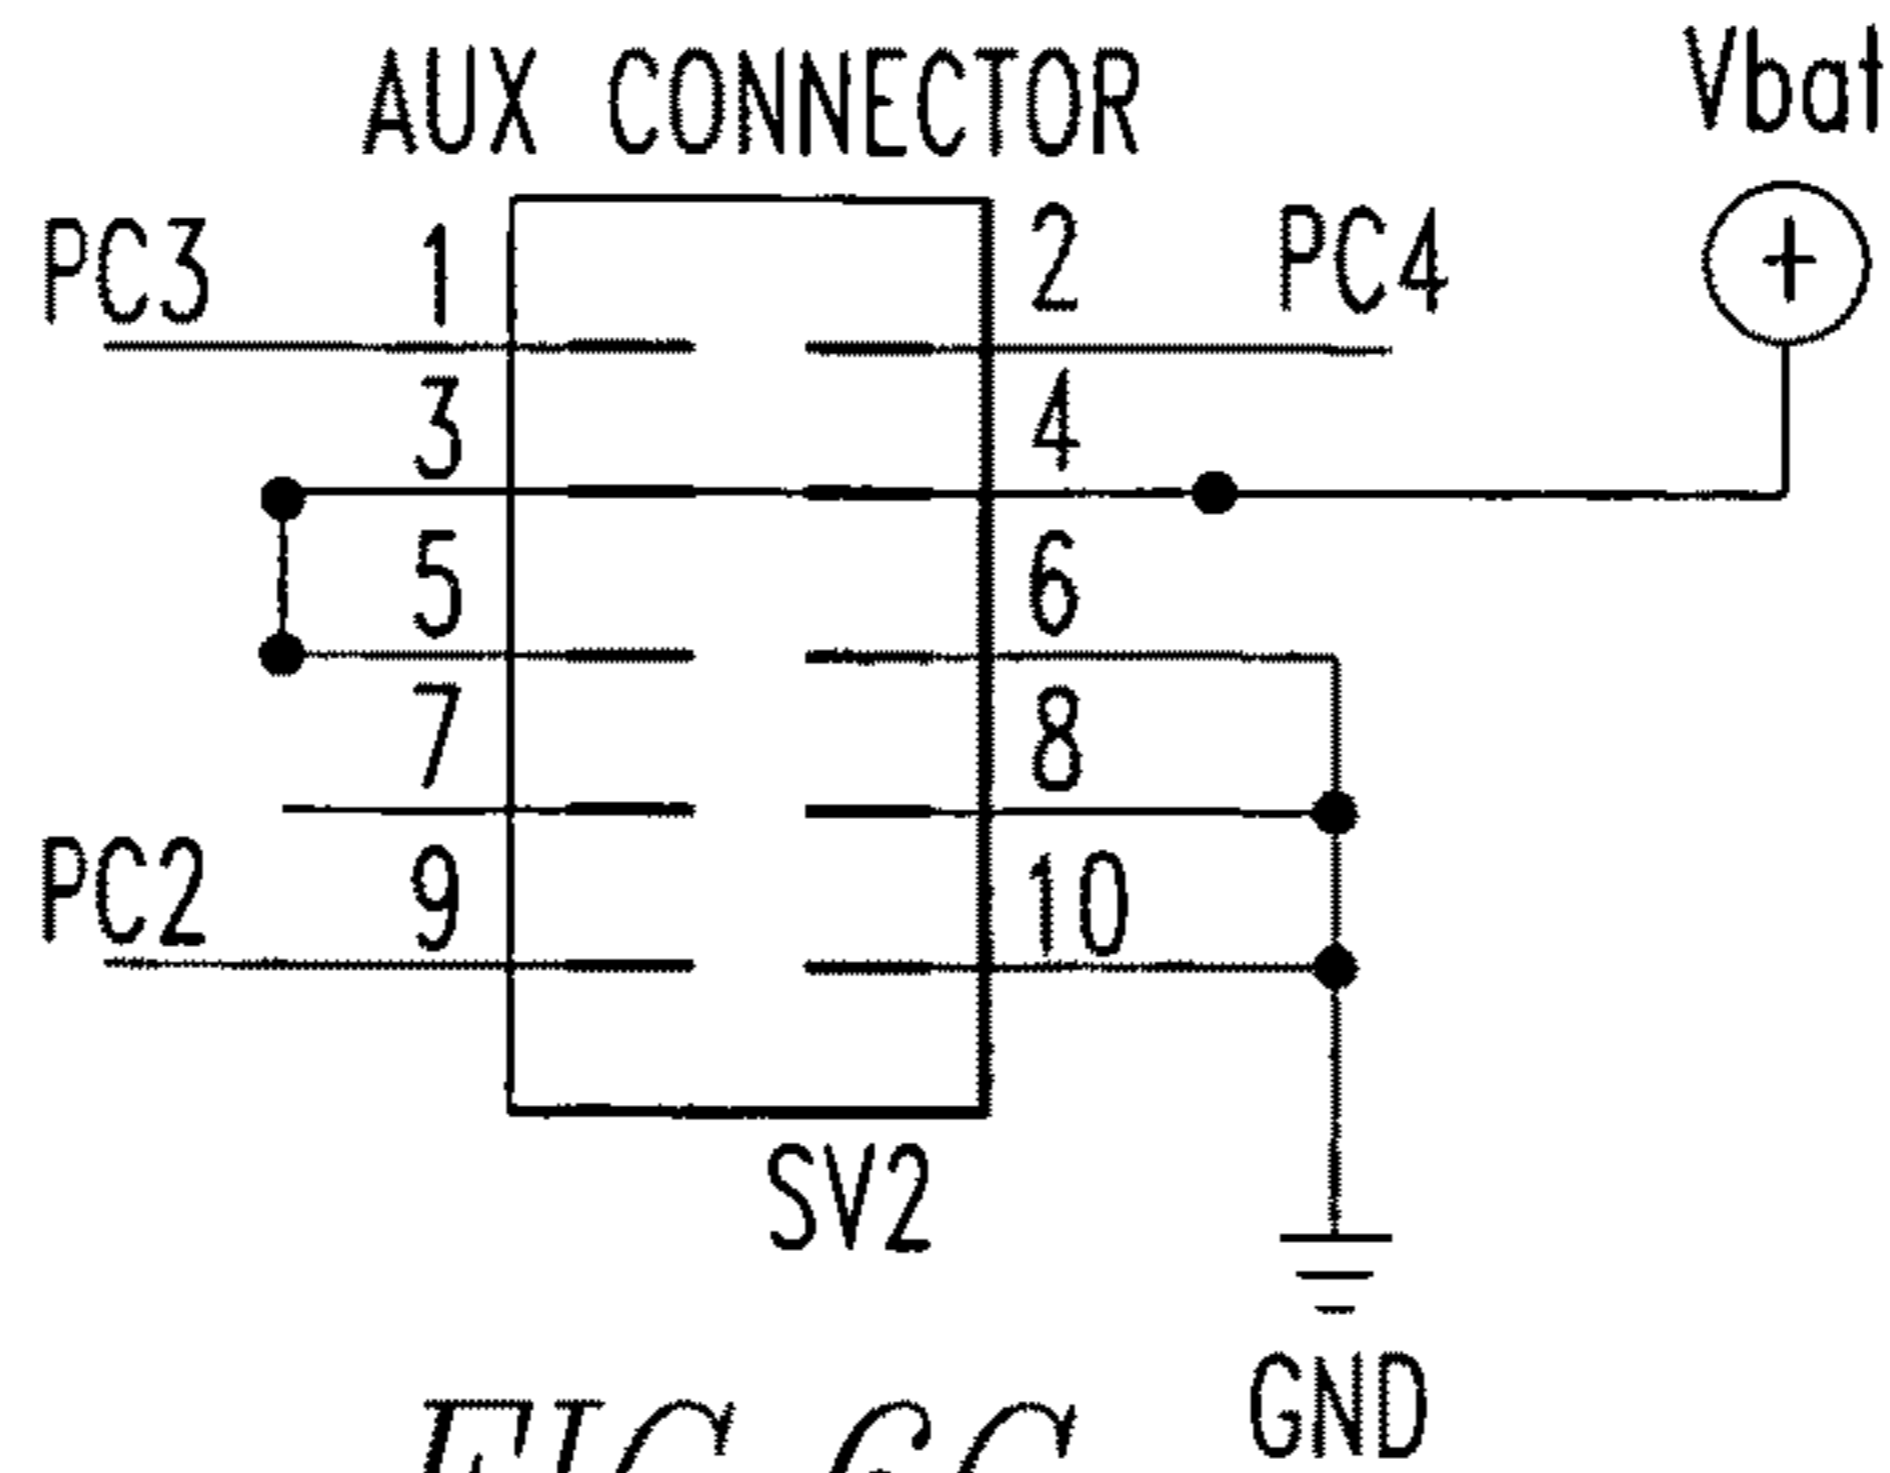 AUX CONNECTOR
Vbat
+
PC3 1 2 PC4
3 4
5 6
7 8
PC2 9 10
SV2
GND